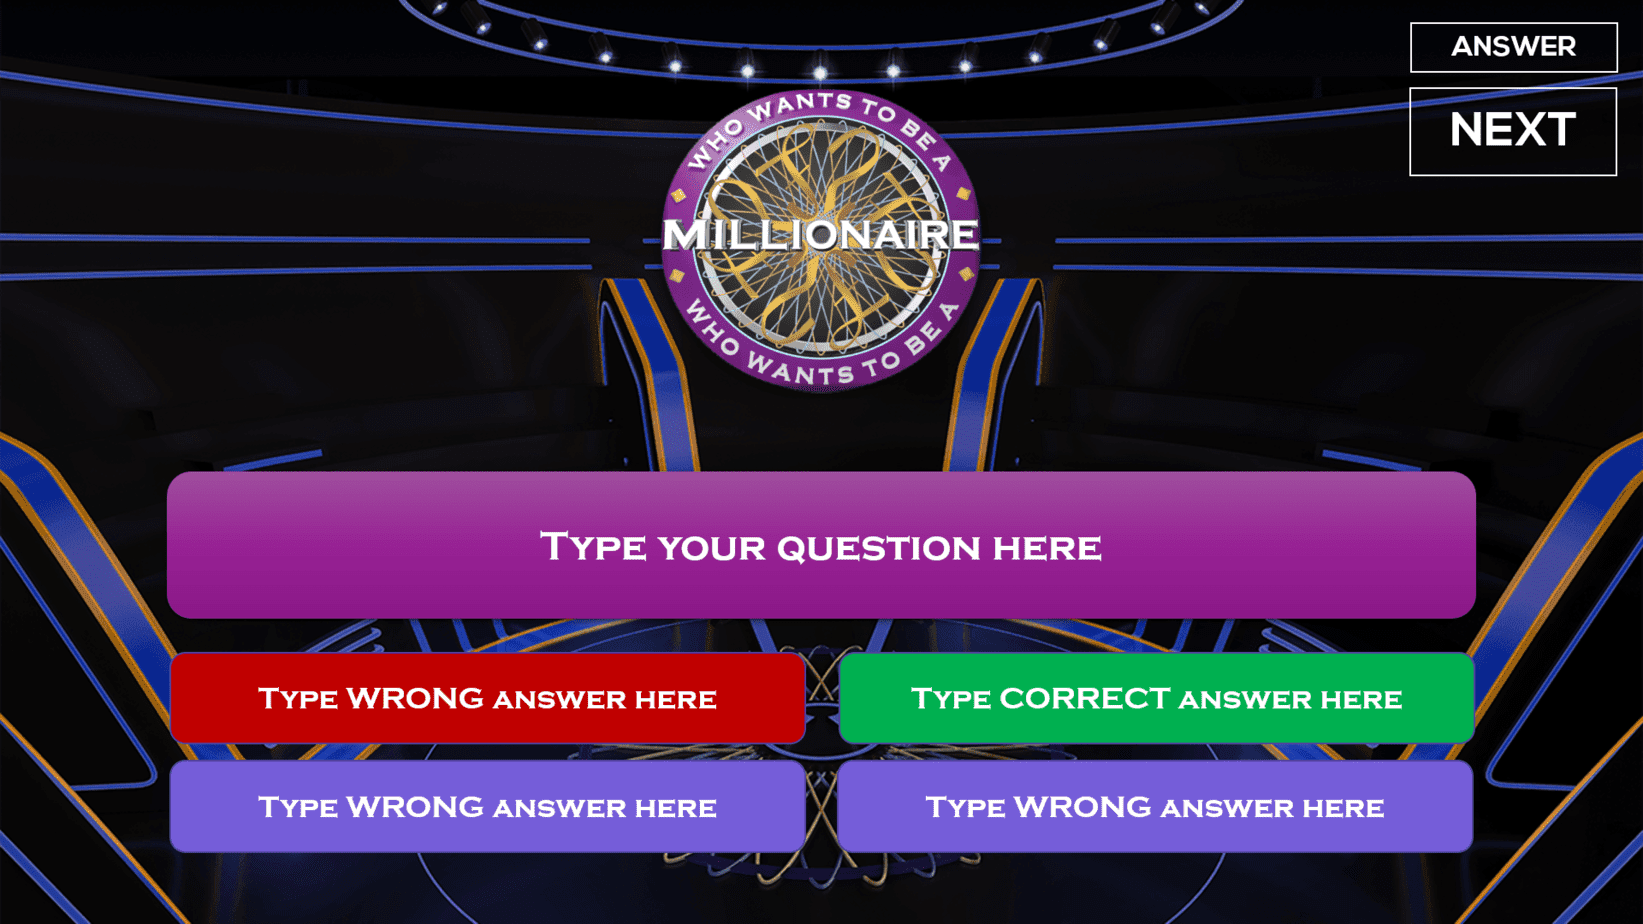 ANSWER
NEXT
WHO WANTS TO BE A
MILLIONAIRE
WHO WANTS TO BE A
TYPE YOUR QUESTION HERE
TYPE WRONG ANSWER HERE
TYPE CORRECT ANSWER HERE
TYPE WRONG ANSWER HERE
TYPE WRONG ANSWER HERE